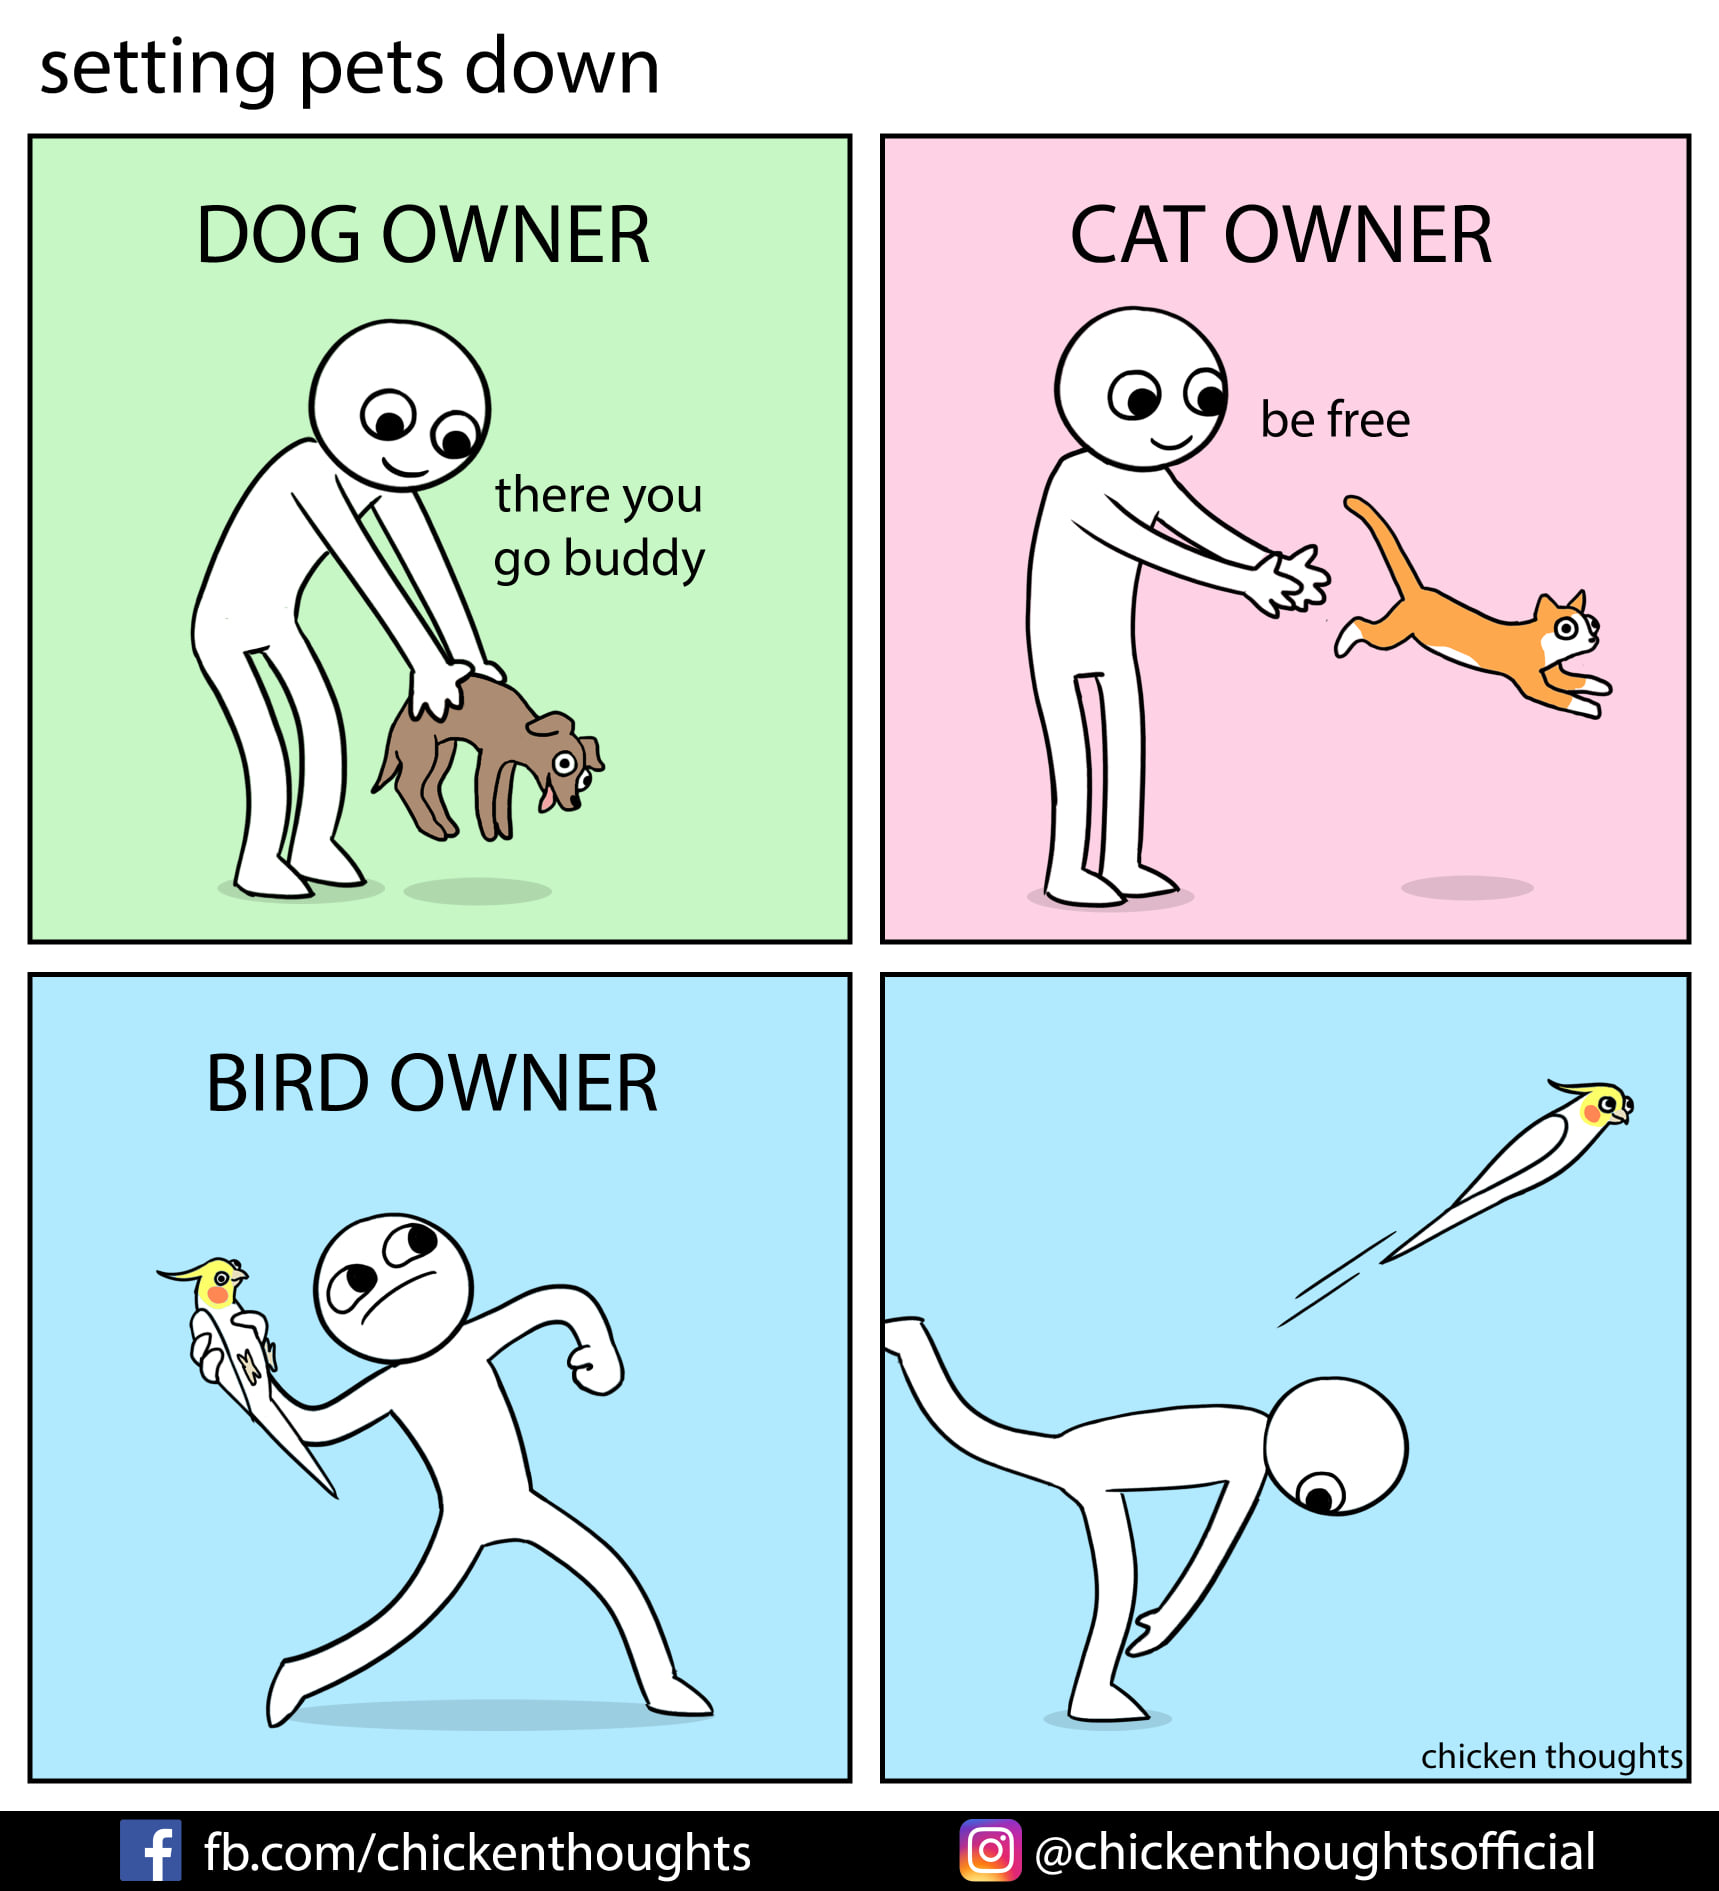 setting pets down
DOG OWNER
there you
go buddy
CAT OWNER
be free
BIRD OWNER
chicken thoughts
fb.com/chickenthoughts
@chickenthoughtsofficial